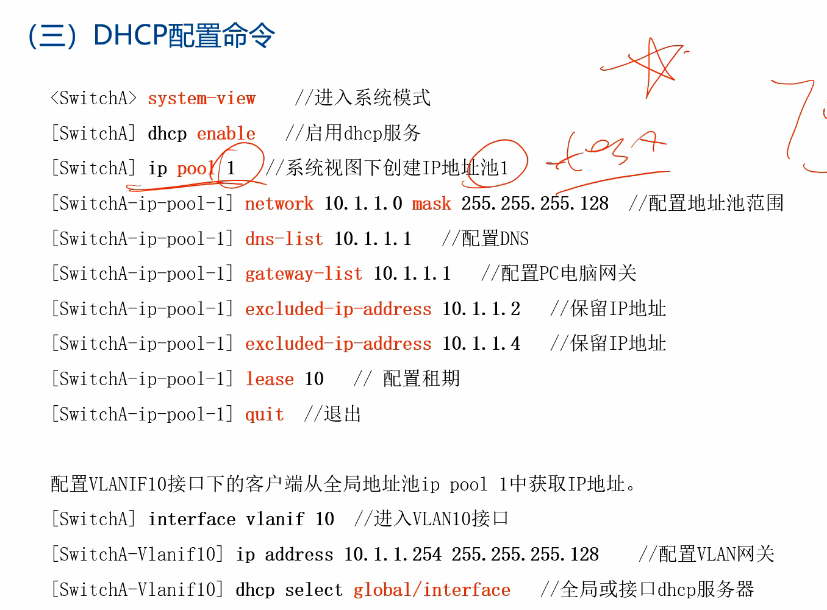 (三) DHCP配置命令
<SwitchA> system-view //进入系统模式
[SwitchA] dhcp enable //启用dhcp服务
[SwitchA] ip pool 1 //系统视图下创建IP地址池1
[SwitchA-ip-pool-1] network 10.1.1.0 mask 255.255.255.128 //配置地址池范围
[SwitchA-ip-pool-1] dns-list 10.1.1.1 //配置DNS
[SwitchA-ip-pool-1] gateway-list 10.1.1.1 //配置PC电脑网关
[SwitchA-ip-pool-1] excluded-ip-address 10.1.1.2 //保留IP地址
[SwitchA-ip-pool-1] excluded-ip-address 10.1.1.4 //保留IP地址
[SwitchA-ip-pool-1] lease 10 // 配置租期
[SwitchA-ip-pool-1] quit //退出
配置VLANIF10接口下的客户端从全局地址池ip pool 1中获取IP地址。
[SwitchA] interface vlanif 10 //进入VLAN10接口
[SwitchA-Vlanif10] ip address 10.1.1.254 255.255.255.128 //配置VLAN网关
[SwitchA-Vlanif10] dhcp select global/interface //全局或接口dhcp服务器